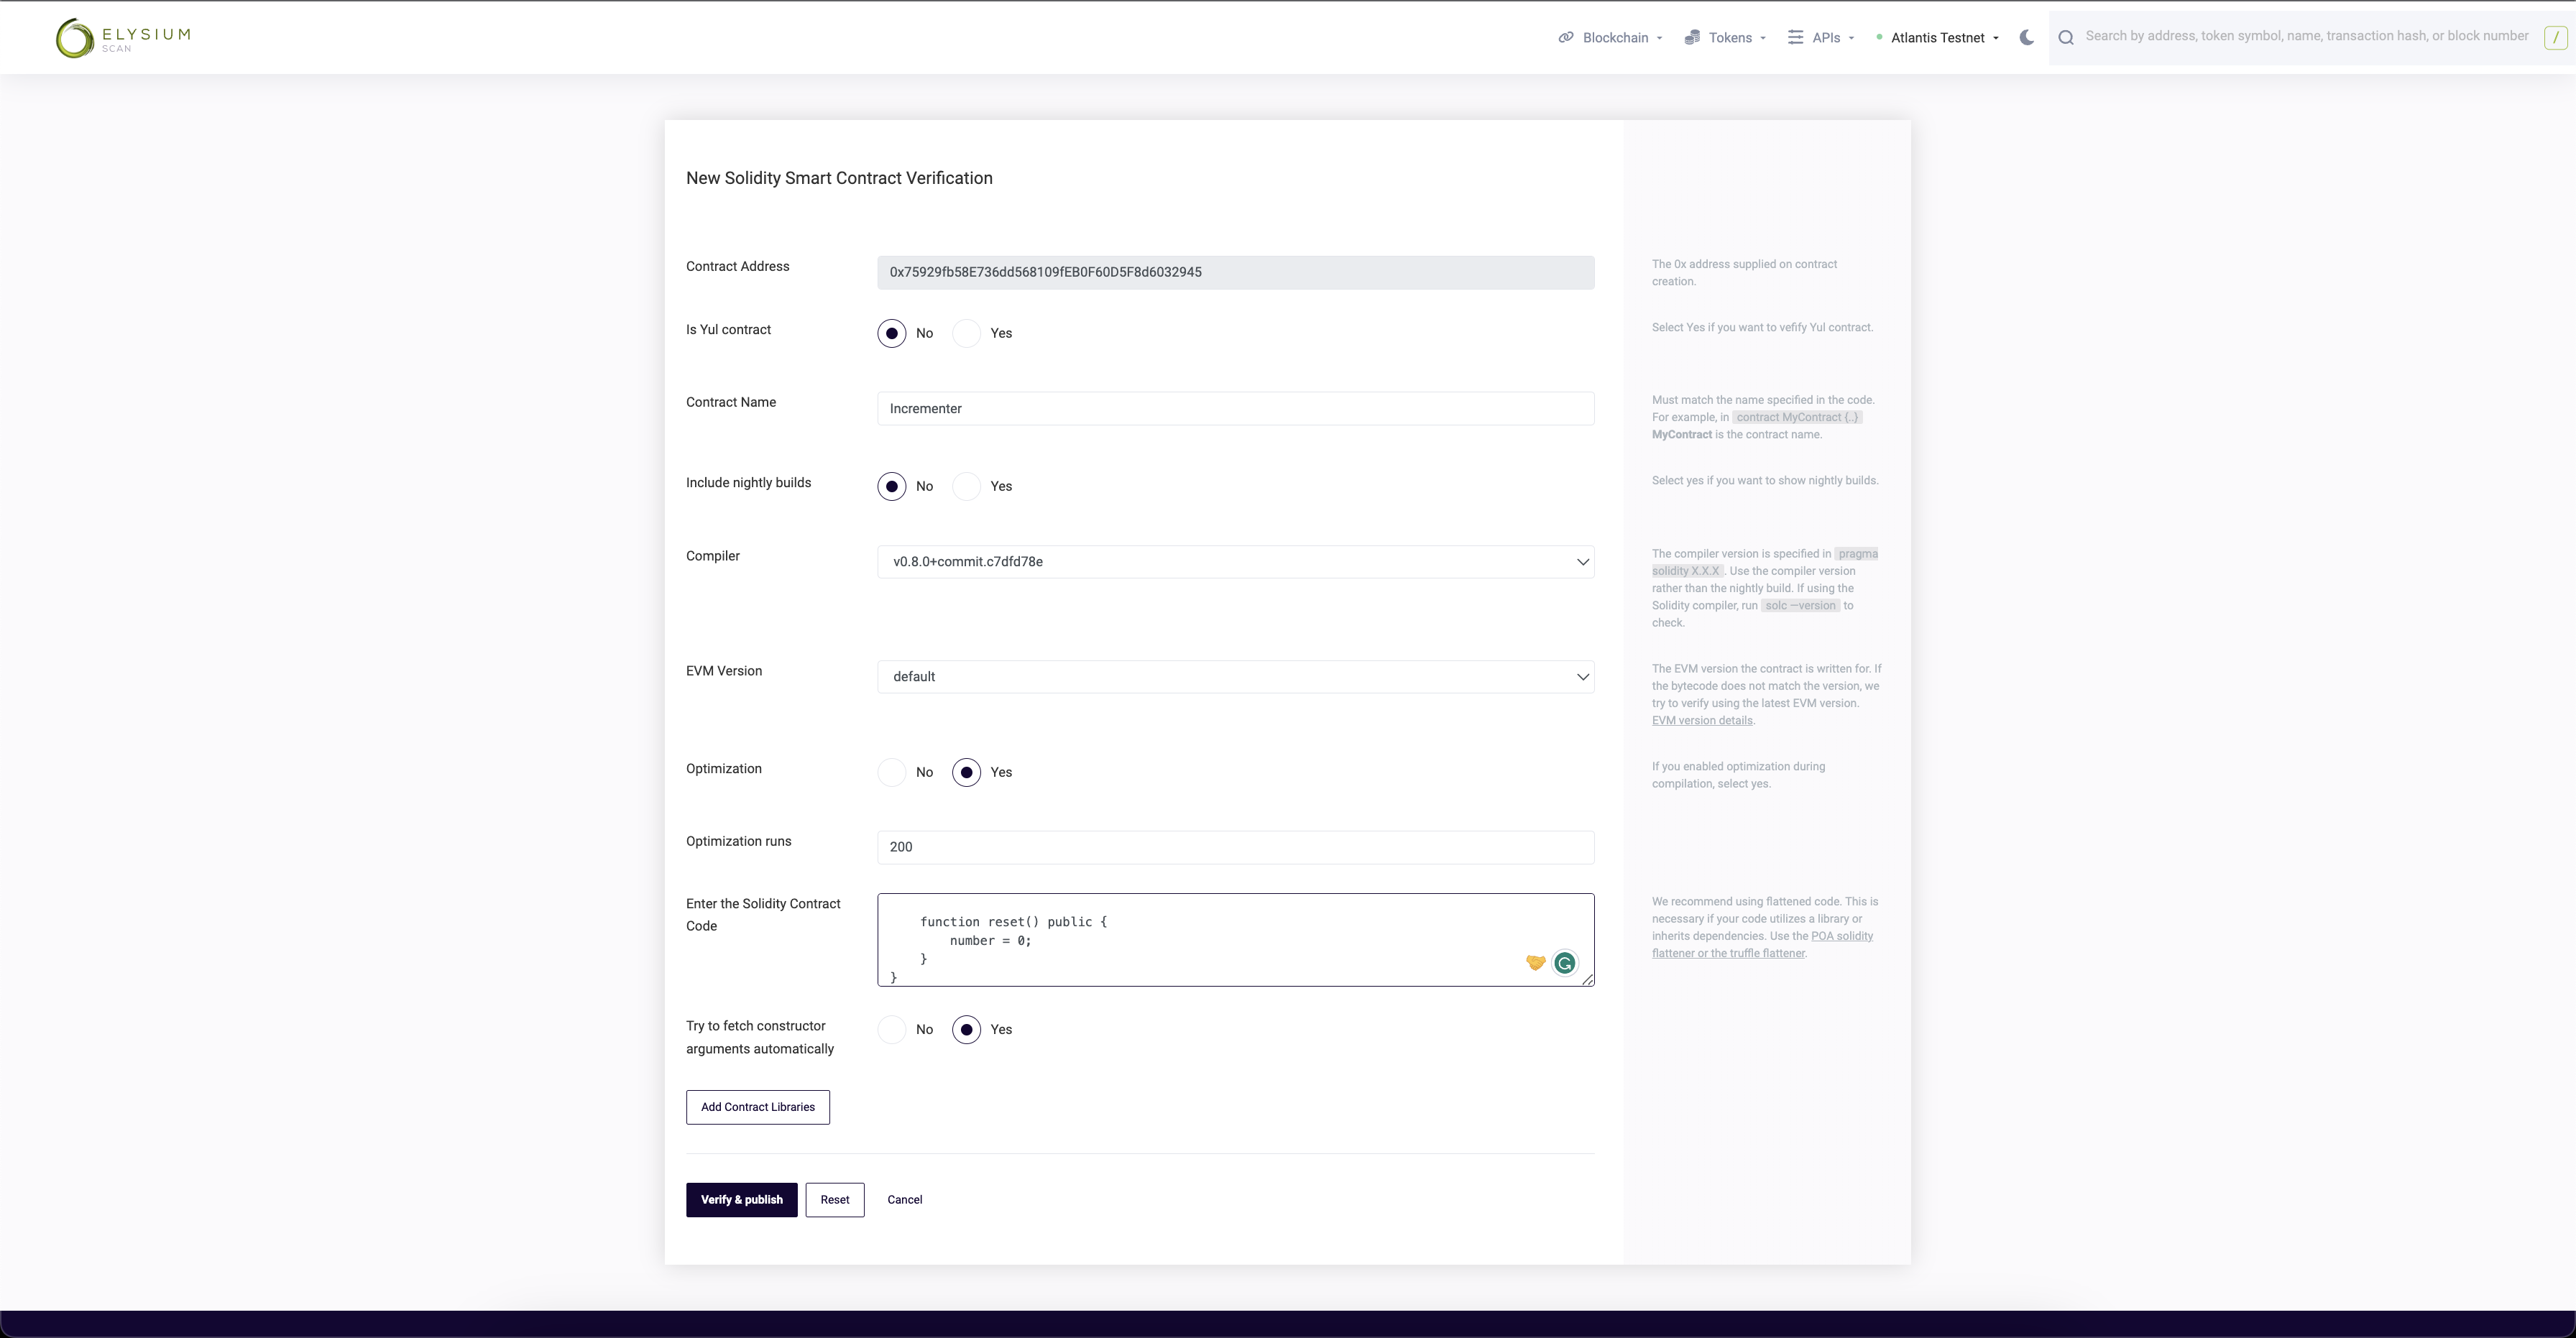 ELYSIUM
SCAN
Blockchain
Tokens
APIs
Atlantis Testnet
Search by address, token symbol, name, transaction hash, or block number
/
New Solidity Smart Contract Verification
Contract Address
0x75929fb58E736dd568109fEB0F60D5F8d6032945
The 0x address supplied on contract
creation.
Is Yul contract
No
Yes
Select Yes if you want to vefify Yul contract.
Contract Name
Incrementer
Must match the name specified in the code.
For example, in contract MyContract {..}
MyContract is the contract name.
Include nightly builds
No
Yes
Select yes if you want to show nightly builds.
Compiler
v0.8.0+commit.c7dfd78e
The compiler version is specified in pragma
solidity X.X.X . Use the compiler version
rather than the nightly build. If using the
Solidity compiler, run solc —version to
check.
EVM Version
default
The EVM version the contract is written for. If
the bytecode does not match the version, we
try to verify using the latest EVM version.
EVM version details.
Optimization
No
Yes
If you enabled optimization during
compilation, select yes.
Optimization runs
200
Enter the Solidity Contract
Code
function reset() public {
number = 0;
}
}
We recommend using flattened code. This is
necessary if your code utilizes a library or
inherits dependencies. Use the POA solidity
flattener or the truffle flattener.
Try to fetch constructor
arguments automatically
No
Yes
Add Contract Libraries
Verify & publish
Reset
Cancel